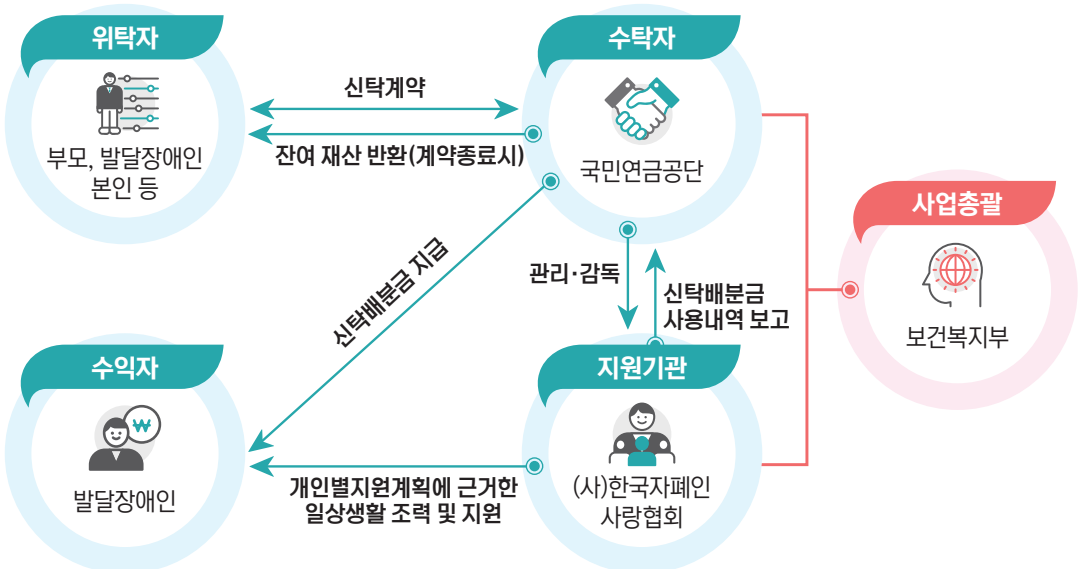 위탁자
부모, 발달장애인
본인 등
신탁계약
잔여 재산 반환(계약종료시)
수탁자
국민연금공단
신탁배분금 지급
관리·감독
신탁배분금
사용내역 보고
사업총괄
보건복지부
수익자
₩
발달장애인
개인별지원계획에 근거한
일상생활 조력 및 지원
지원기관
(사)한국자폐인
사랑협회